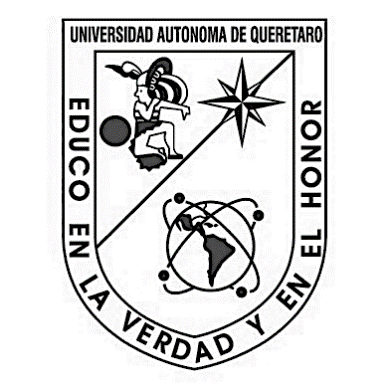 UNIVERSIDAD AUTONOMA DE QUERETARO
EDUCO EN LA VERDAD Y EN EL HONOR